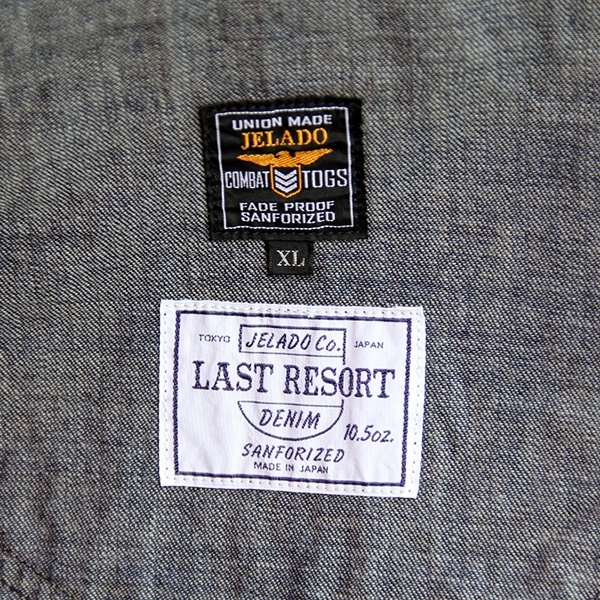 UNION MADE
JELADO
COMBAT TOGS
FADE PROOF
SANFORIZED
XL
TOKYO JELADO Co. JAPAN
LAST RESORT
DENIM
10.5oz.
SANFORIZED
MADE IN JAPAN